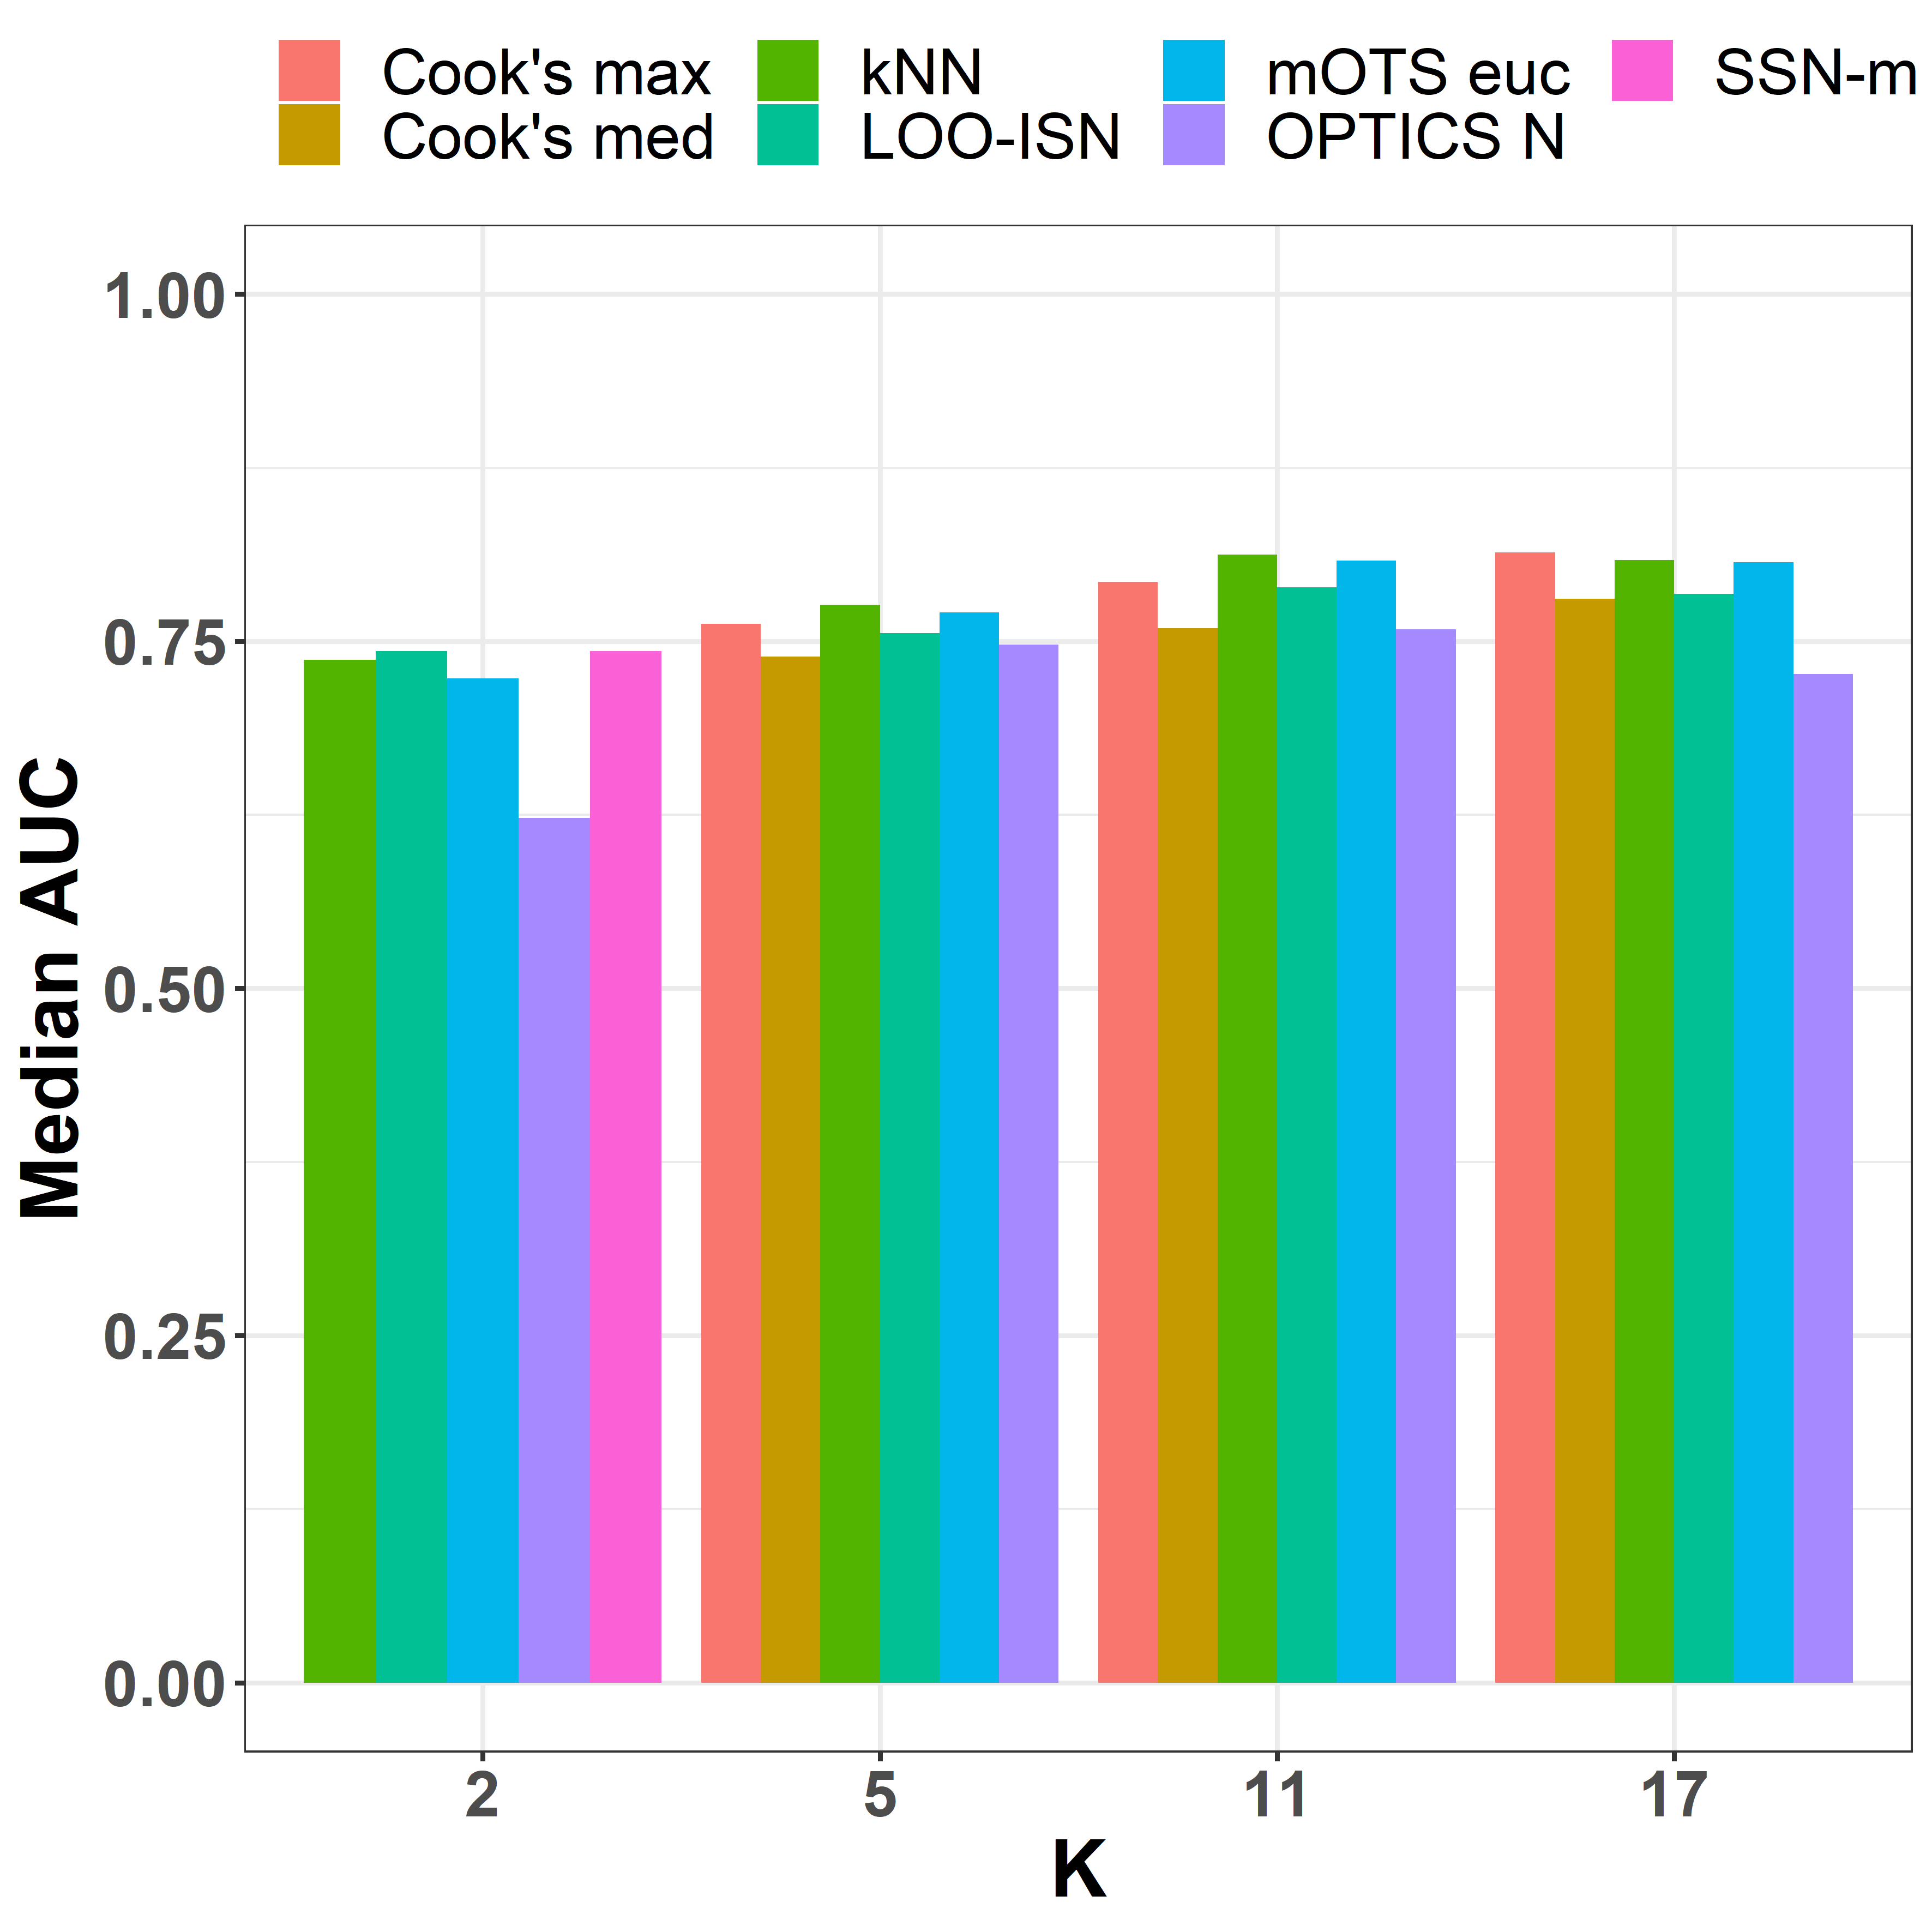 Cook's max kNN mOTS euc SSN-m
Cook's med LOO-ISN OPTICS N
1.00
0.75
0.50
0.25
0.00
Median AUC
2 5 11 17
K